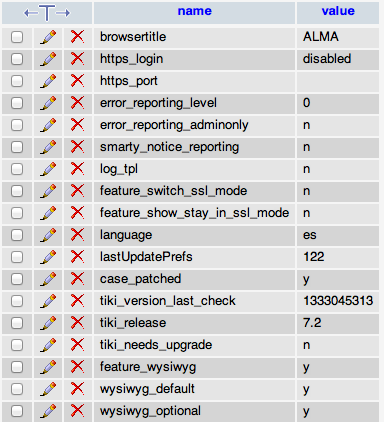 name value
browsertitle ALMA
https_login disabled
https_port
error_reporting_level 0
error_reporting_adminonly n
smarty_notice_reporting n
log_tpl n
feature_switch_ssl_mode n
feature_show_stay_in_ssl_mode n
language es
lastUpdatePrefs 122
case_patched y
tiki_version_last_check 1333045313
tiki_release 7.2
tiki_needs_upgrade n
feature_wysiwyg y
wysiwyg_default y
wysiwyg_optional y